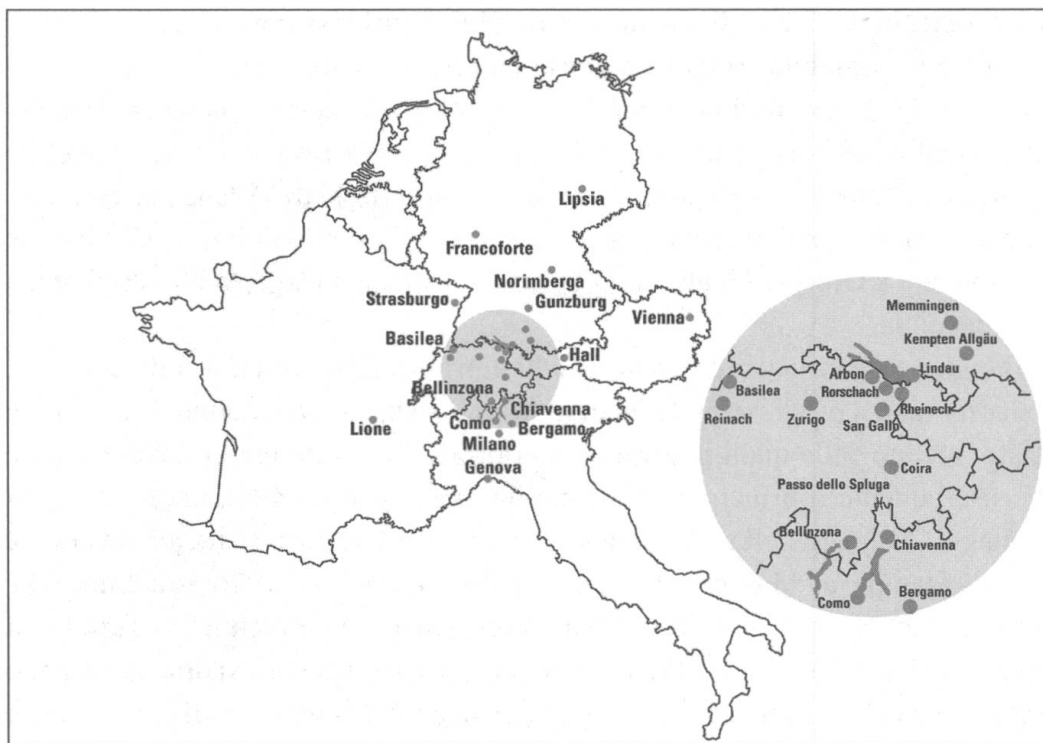 Lipsia
Francoforte
Norimberga
Strasburgo
Gunzburg
Vienna
Basilea
Hall
Bellinzona
Chiavenna
Como
Bergamo
Lione
Milano
Genova
Memmingen
Kempten Allgäu
Arbon
Lindau
Basilea
Rorschach
Rheinech
Reinach
Zurigo
San Gallo
Coira
Passo dello Spluga
Bellinzona
Chiavenna
Como
Bergamo